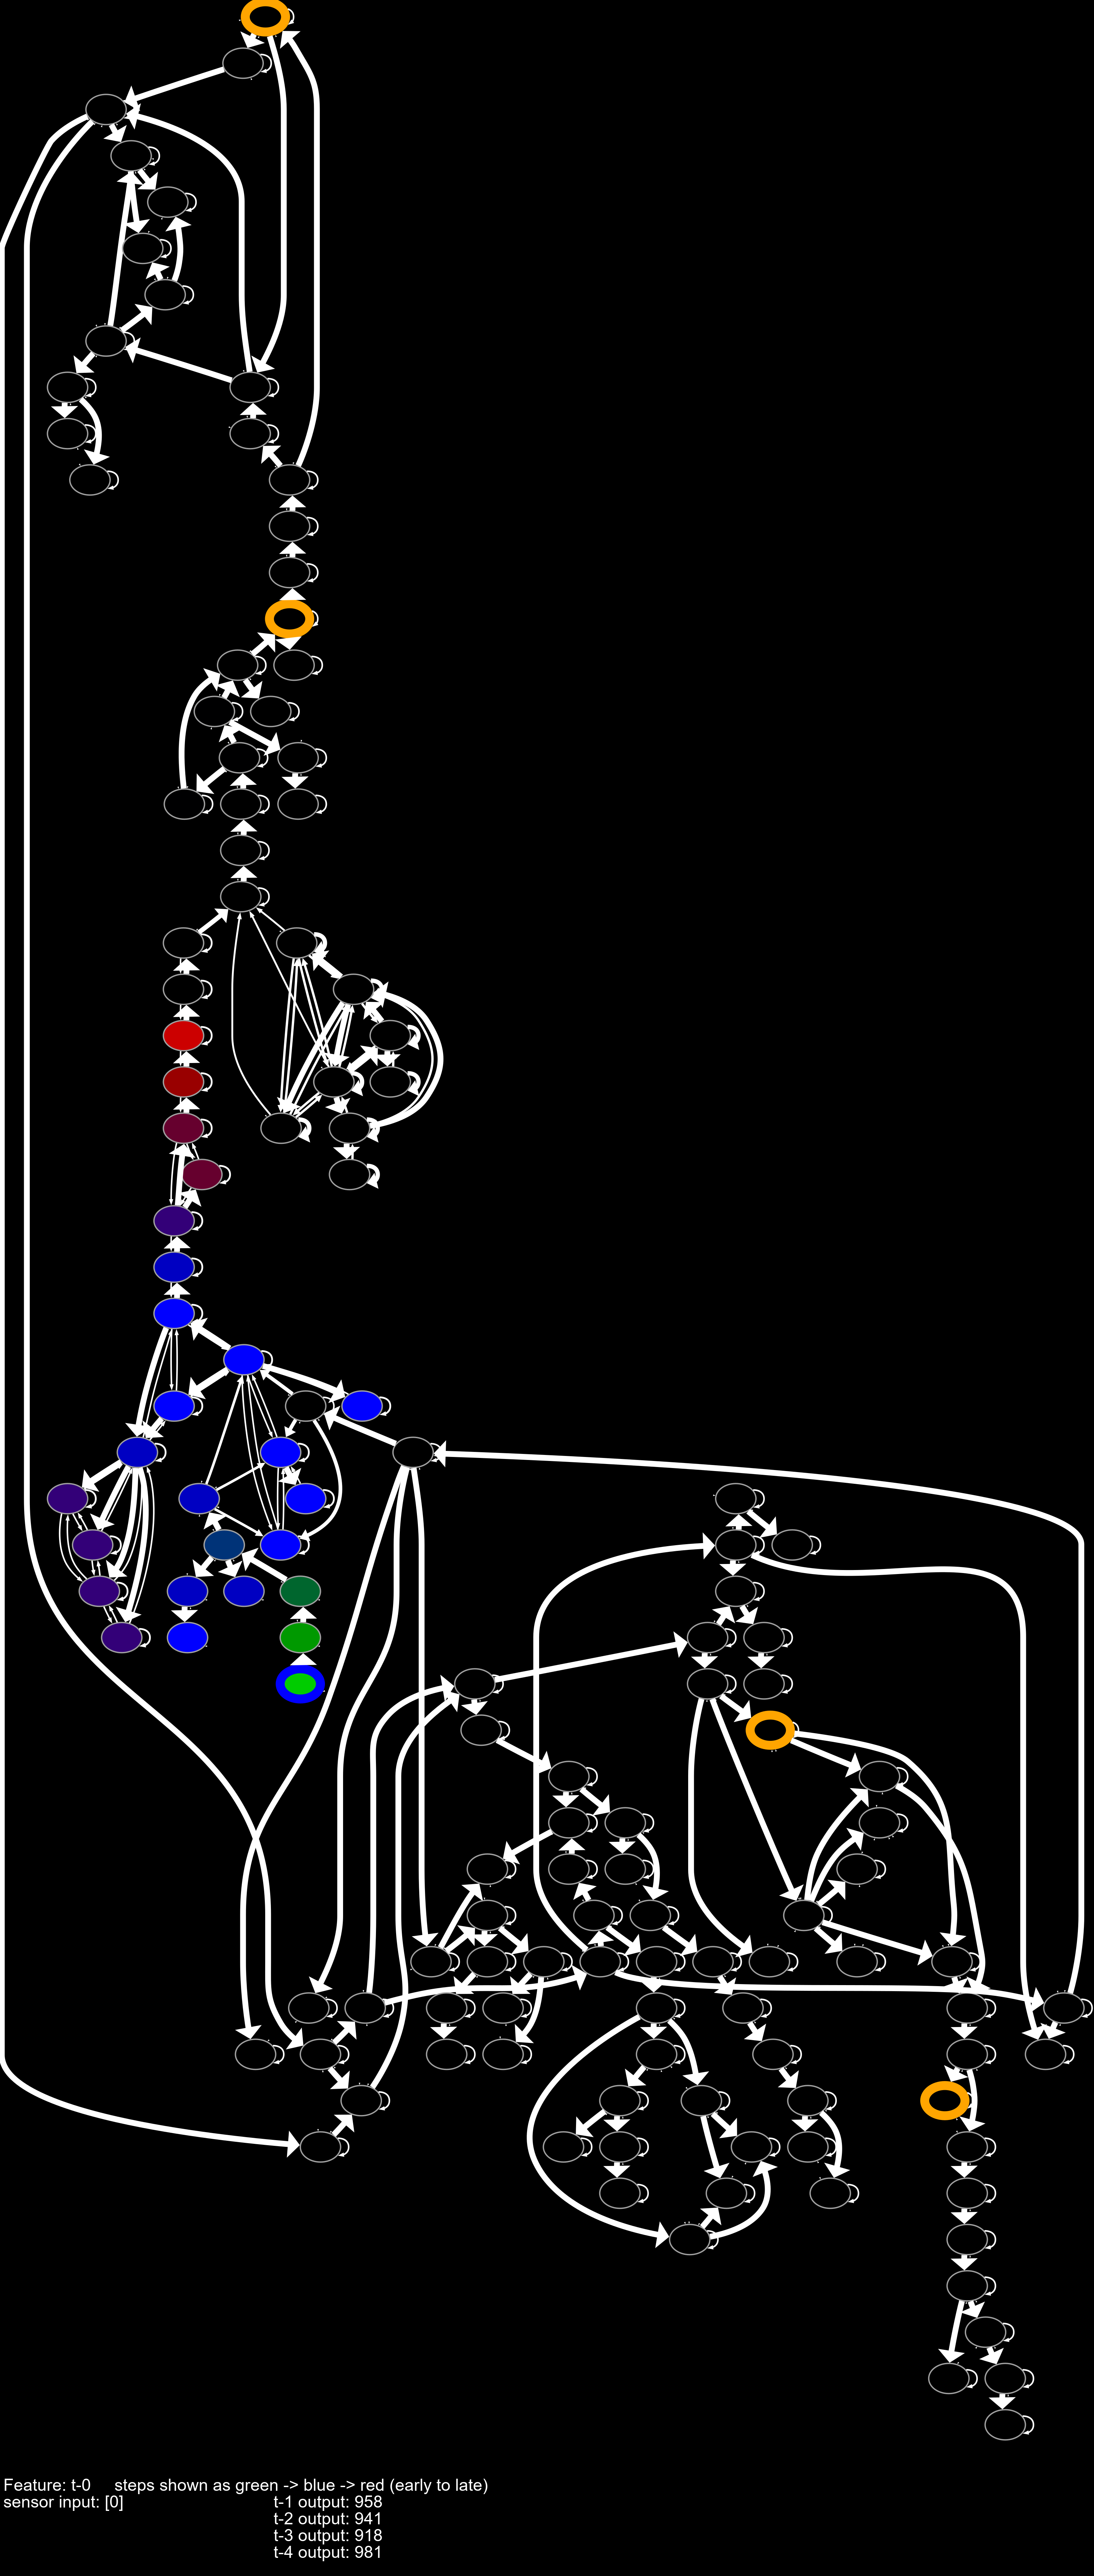 Feature: t-0     steps shown as green -> blue -> red (early to late)
sensor input: [0]     t-1 output: 958
t-2 output: 941
t-3 output: 918
t-4 output: 981